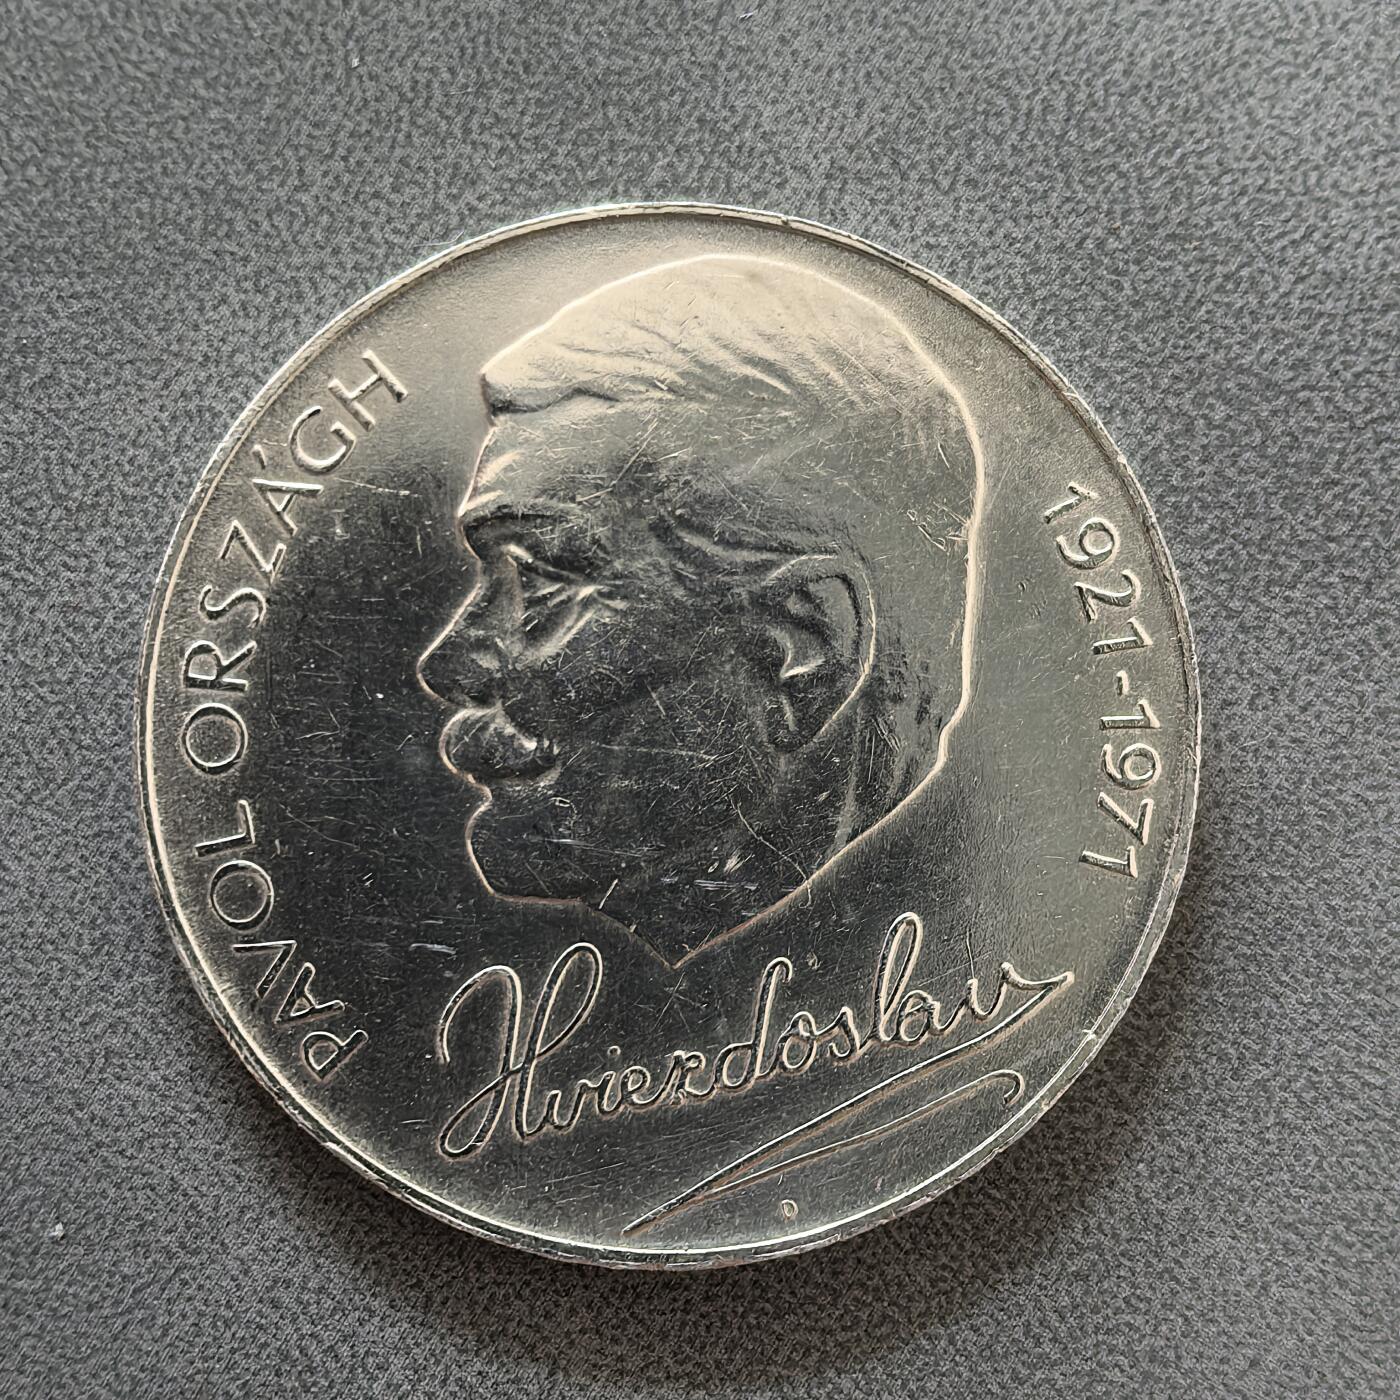 PAVOL ORSZÁGH
1921-1971
Hviezdoslav
D